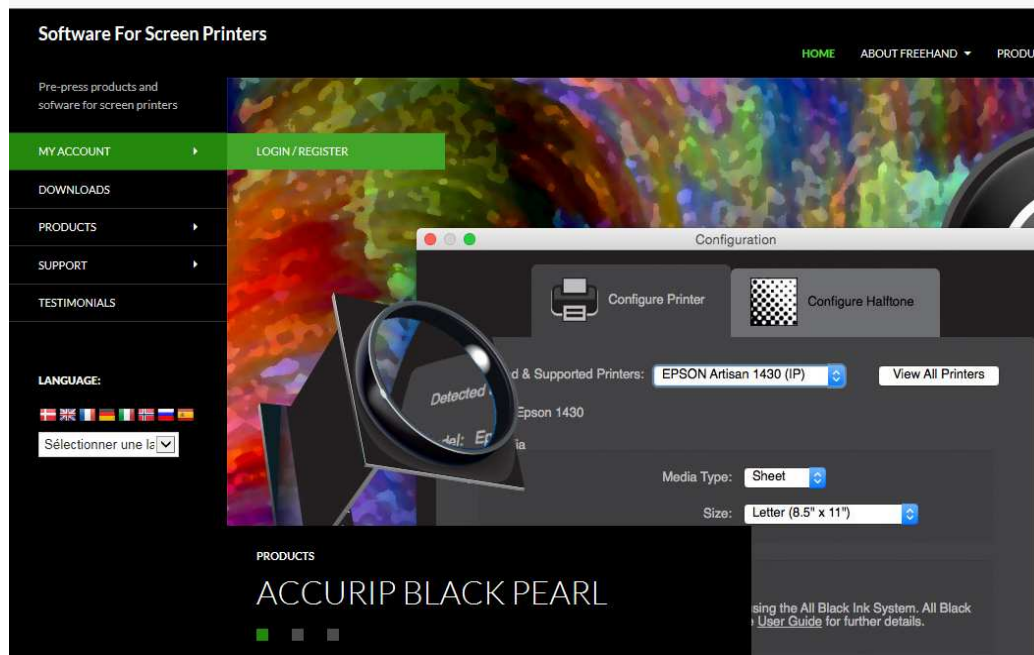 Software For Screen Printers
HOME ABOUT FREEHAND
Pre-press products and
sofware for screen printers
MY ACCOUNT
LOGIN / REGISTER
DOWNLOADS
PRODUCTS
SUPPORT
TESTIMONIALS
LANGUAGE:
Sélectionner une
Configuration
Configure Printer
Configure Halftone
& Supported Printers: EPSON Artisan 1430 (IP) View All Printers
Detected
Epson 1430
Media Type: Sheet
Size: Letter (8.5" x 11")
PRODUCTS
ACCURIP BLACK PEARL
using the All Black Ink System. All Black
User Guide for further details.